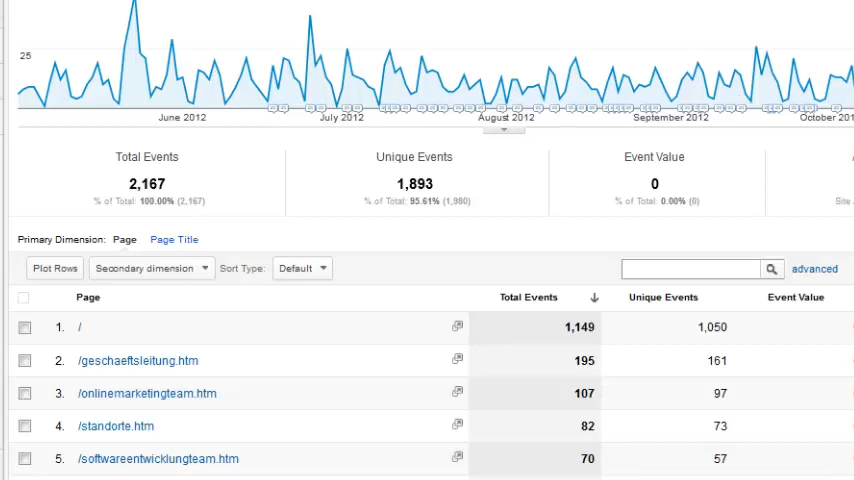 25
June 2012 July 2012 August 2012 September 2012 October 2012
Total Events Unique Events Event Value
2,167 1,893 0
% of Total: 100.00% (2,167) % of Total: 95.61% (1,980) % of Total: 0.00% (0) Site
Primary Dimension: Page Page Title
Plot Rows Secondary dimension Sort Type: Default advanced
Page Total Events Unique Events Event Value
1. / 1,149 1,050
2. /geschaeftsleitung.htm 195 161
3. /onlinemarketingteam.htm 107 97
4. /standorte.htm 82 73
5. /softwareentwicklungteam.htm 70 57